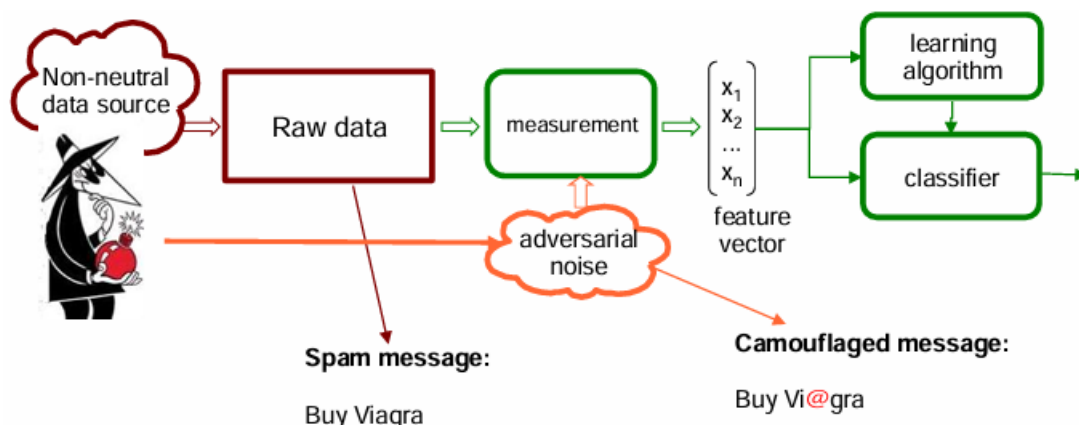 Non-neutral
data source
Raw data
measurement
x1
x2
...
xn
feature
vector
learning
algorithm
classifier
adversarial
noise
Spam message:
Buy Viagra
Camouflaged message:
Buy Vi@gra